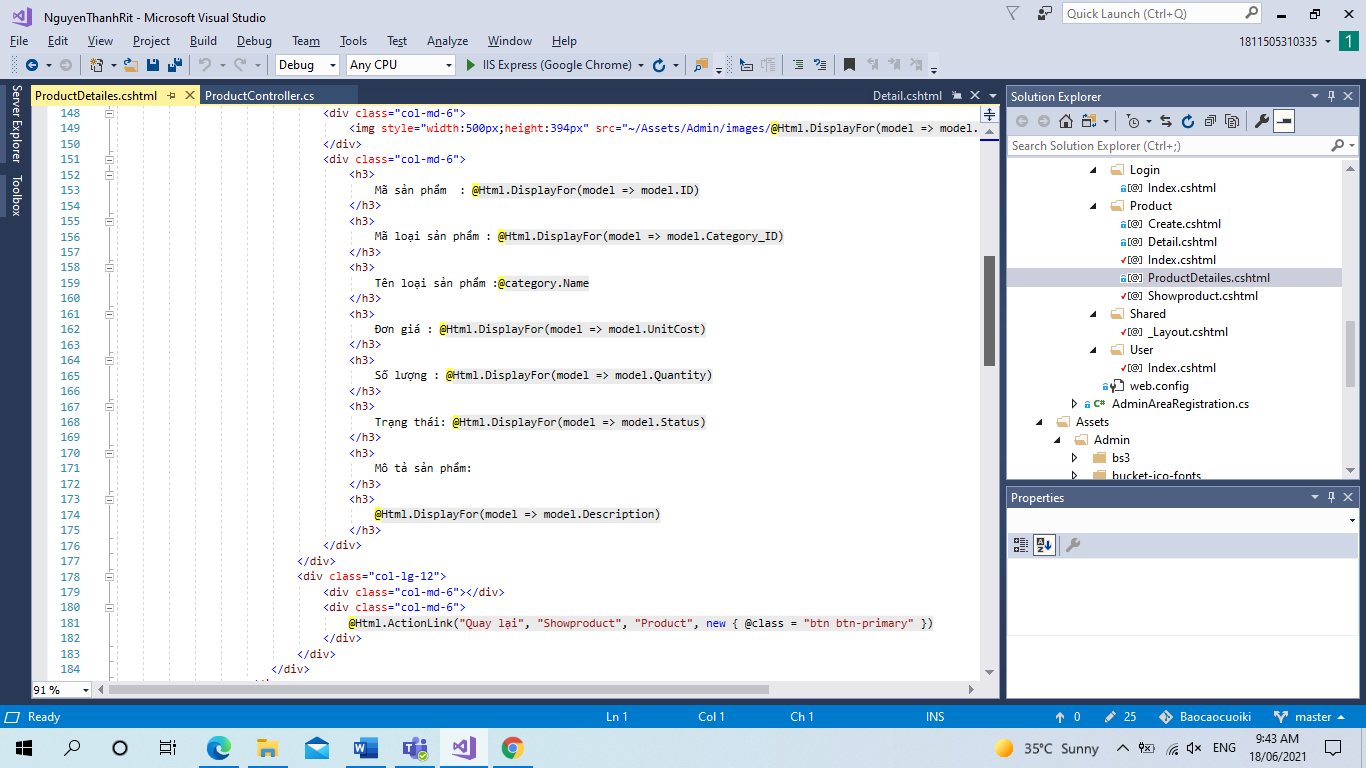 NguyenThanhRit - Microsoft Visual Studio
Quick Launch (Ctrl+Q)
File Edit View Project Build Debug Team Tools Test Analyze Window Help
1811505310335 1
Debug Any CPU IIS Express (Google Chrome)
Server Explorer
Toolbox
ProductDetailes.cshtml ProductController.cs Detail.cshtml
148 <div class="col-md-6">
149 <img style="width:500px;height:394px" src="~/Assets/Admin/images/@Html.DisplayFor(model => model.
150 </div>
151 <div class="col-md-6">
152 <h3>
153 Mã sản phẩm : @Html.DisplayFor(model => model.ID)
154 </h3>
155 <h3>
156 Mã loại sản phẩm : @Html.DisplayFor(model => model.Category_ID)
157 </h3>
158 <h3>
159 Tên loại sản phẩm :@category.Name
160 </h3>
161 <h3>
162 Đơn giá : @Html.DisplayFor(model => model.UnitCost)
163 </h3>
164 <h3>
165 Số lượng : @Html.DisplayFor(model => model.Quantity)
166 </h3>
167 <h3>
168 Trạng thái: @Html.DisplayFor(model => model.Status)
169 </h3>
170 <h3>
171 Mô tả sản phẩm:
172 </h3>
173 <h3>
174 @Html.DisplayFor(model => model.Description)
175 </h3>
176 </div>
177 </div>
178 <div class="col-lg-12">
179 <div class="col-md-6"></div>
180 <div class="col-md-6">
181 @Html.ActionLink("Quay lại", "Showproduct", "Product", new { @class = "btn btn-primary" })
182 </div>
183 </div>
184 </div>
91 %
Solution Explorer
Search Solution Explorer (Ctrl+;)
Login
Index.cshtml
Product
Create.cshtml
Detail.cshtml
Index.cshtml
ProductDetailes.cshtml
Showproduct.cshtml
Shared
_Layout.cshtml
User
Index.cshtml
web.config
C# AdminAreaRegistration.cs
Assets
Admin
bs3
bucket-ico-fonts
Properties
Ready Ln 1 Col 1 Ch 1 INS 0 25 Baocaocuoiki master
35°C Sunny ENG
9:43 AM
18/06/2021